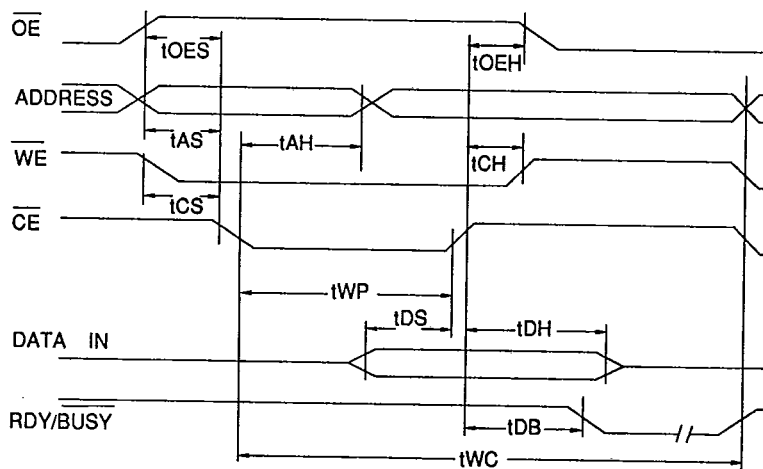 OE
tOES
tOEH
ADDRESS
tAS
tAH
WE
tCH
tCS
CE
tWP
tDS
tDH
DATA IN
RDY/BUSY
tDB
tWC